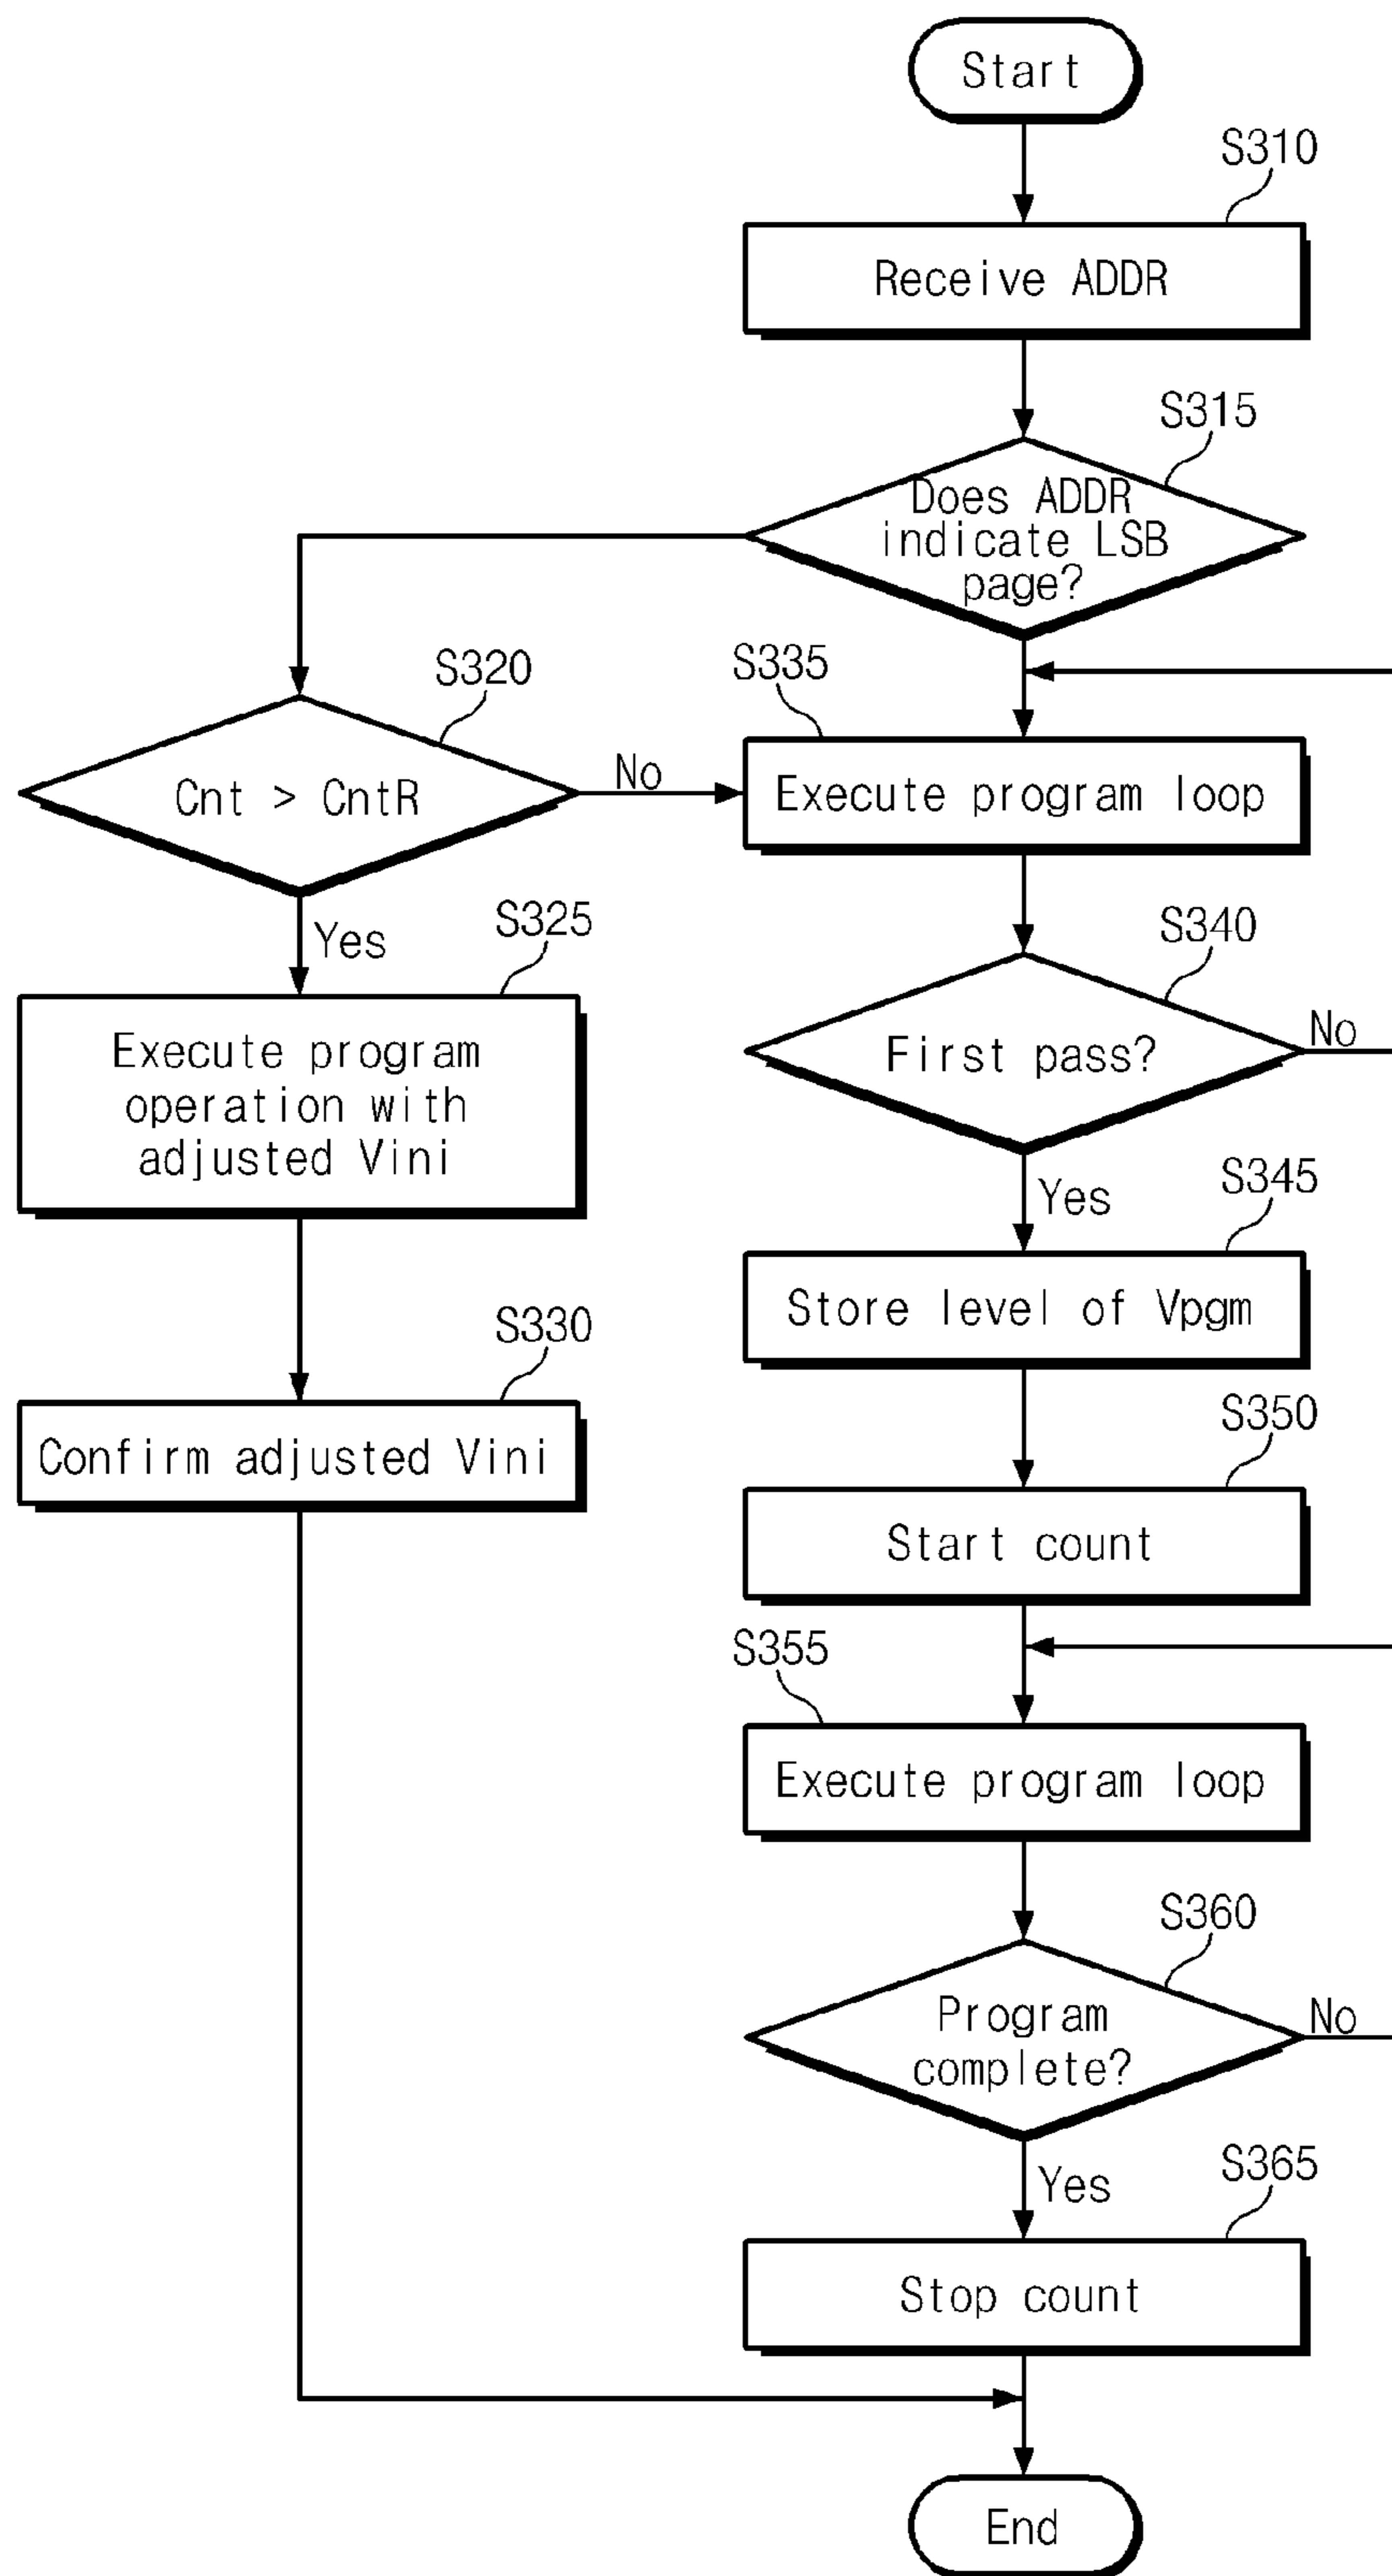 Start
S310
Receive ADDR
S315
Does ADDR
indicate LSB
page?
S320
Cnt > CntR
No
Yes
S325
Execute program
operation with
adjusted Vini
S330
Confirm adjusted Vini
S335
Execute program loop
S340
First pass?
No
Yes
S345
Store level of Vpgm
S350
Start count
S355
Execute program loop
S360
Program
complete?
No
Yes
S365
Stop count
End